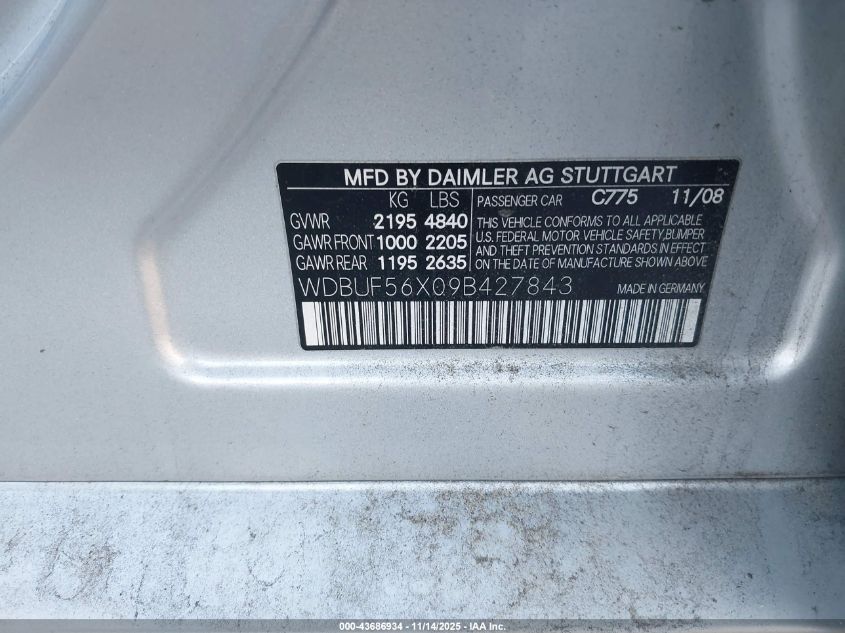 MFD BY DAIMLER AG STUTTGART
KG LBS PASSENGER CAR C775 11/08
GVWR 2195 4840
GAWR FRONT 1000 2205
GAWR REAR 1195 2635
THIS VEHICLE CONFORMS TO ALL APPLICABLE
U.S. FEDERAL MOTOR VEHICLE SAFETY,BUMPER
AND THEFT PREVENTION STANDARDS IN EFFECT
ON DATE OF MANUFACTURE SHOWN ABOVE
WDBUF56X09B427843 MADE IN GERMANY
000-43686934 - 11/14/2025 - IAA Inc.